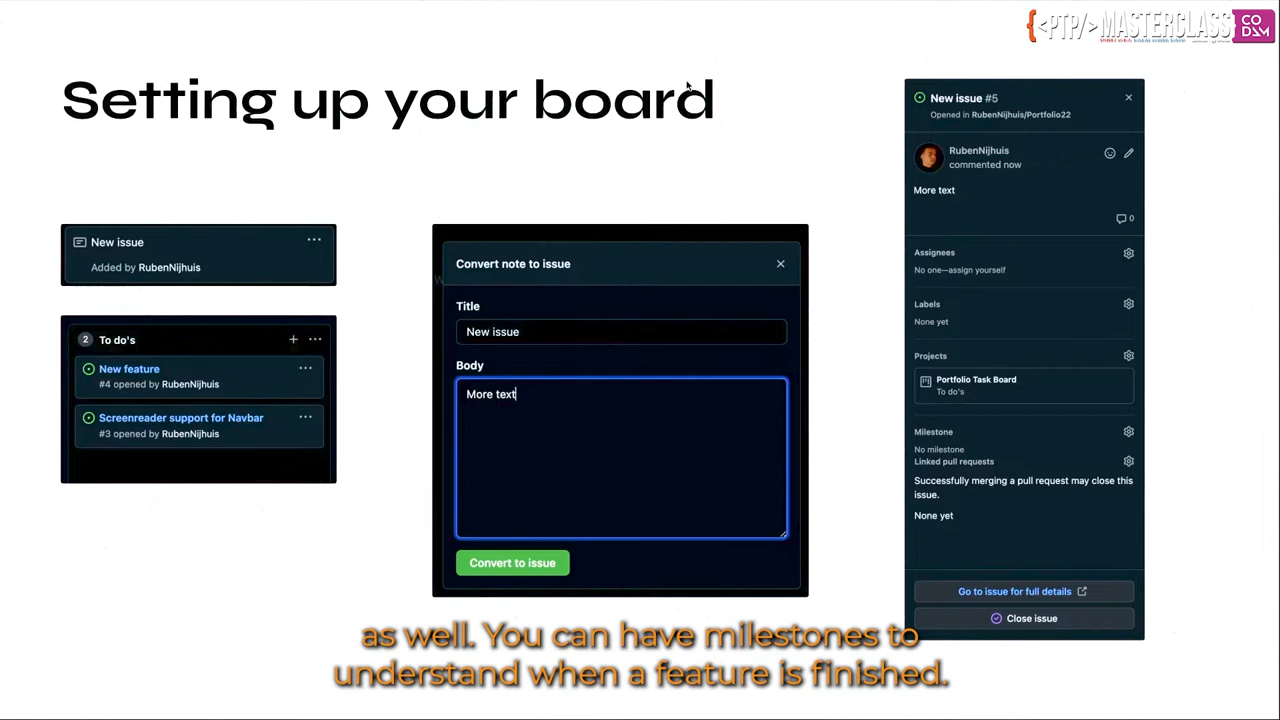 {<PTP/>MASTERCLASS
CO
DAM
Setting up your board
New issue
Added by RubenNijhuis
2 To do's
New feature
#4 opened by RubenNijhuis
Screenreader support for Navbar
#3 opened by RubenNijhuis
Convert note to issue
Title
New issue
Body
More text
Convert to issue
New issue #5
Opened in RubenNijhuis/Portfolio22
RubenNijhuis
commented now
More text
0
Assignees
No one—assign yourself
Labels
None yet
Projects
Portfolio Task Board
To do's
Milestone
No milestone
Linked pull requests
Successfully merging a pull request may close this
issue.
None yet
Go to issue for full details
Close issue
as well. You can have milestones to
understand when a feature is finished.